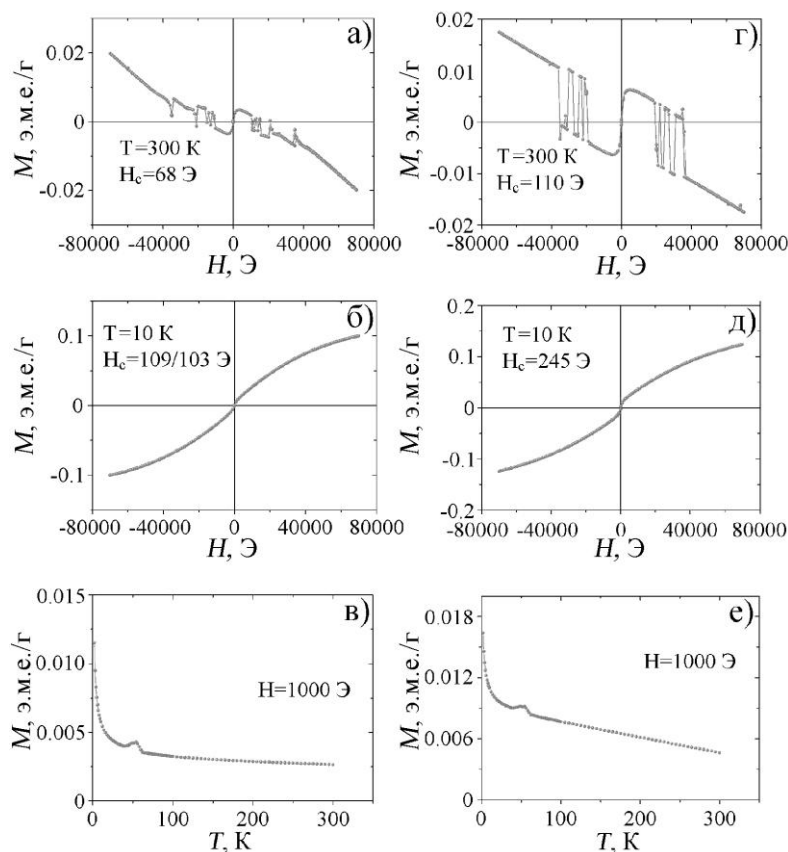 а)
0.02
0
-0.02
M, э.м.е./г
T=300 К
Hc=68 Э
-80000 -40000 0 40000 80000
H, Э
г)
0.02
0.01
0
-0.01
-0.02
M, э.м.е./г
T=300 К
Hc=110 Э
-80000 -40000 0 40000 80000
H, Э
б)
0.1
0
-0.1
M, э.м.е./г
T=10 К
Hc=109/103 Э
-80000 -40000 0 40000 80000
H, Э
д)
0.2
0.1
0
-0.1
-0.2
M, э.м.е./г
T=10 К
Hc=245 Э
-80000 -40000 0 40000 80000
H, Э
в)
0.015
0.010
0.005
0
M, э.м.е./г
H=1000 Э
0 100 200 300
T, К
е)
0.018
0.012
0.006
0
M, э.м.е./г
H=1000 Э
0 100 200 300
T, К